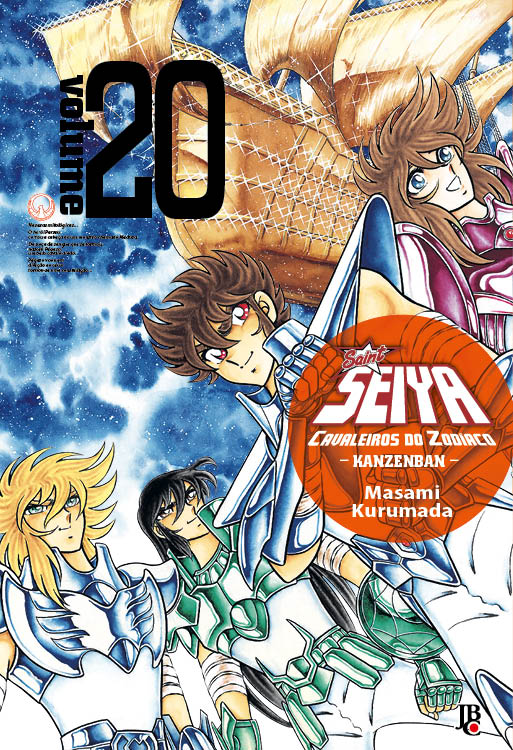 volume
20
Saint
SEIYA
CAVALEIROS DO ZODÍACO
– KANZENBAN –
Masami
Kurumada
JBC